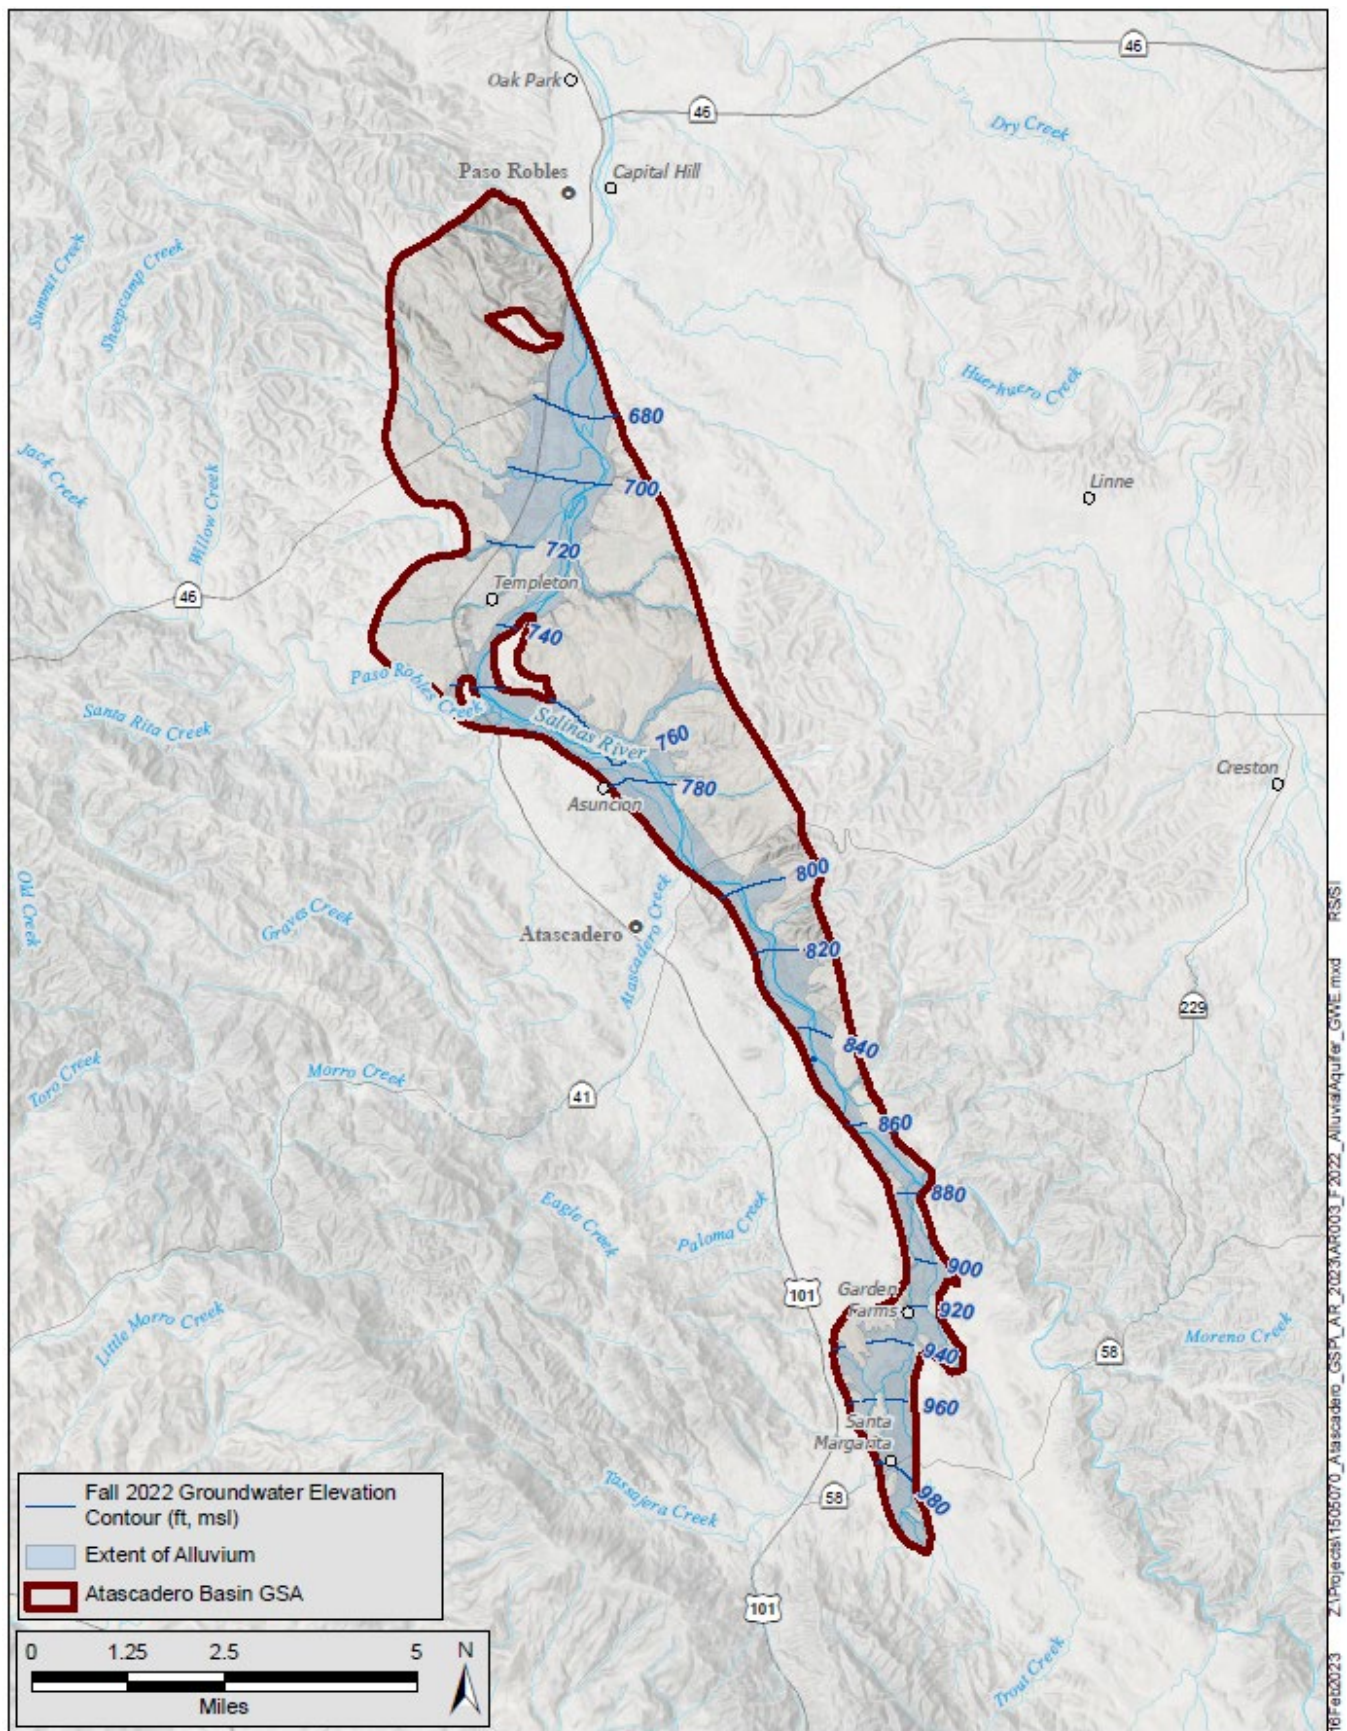 46
Oak Park
46
Dry Creek
Paso Robles
Capital Hill
Summit Creek
Sheepcamp Creek
Huerhuero Creek
680
Jack Creek
Willow Creek
Linne
700
720
Templeton
46
740
Paso Robles Creek
Santa Rita Creek
Salinas River
760
Creston
780
Asuncion
800
Old Creek
Graves Creek
Atascadero Creek
Atascadero
820
229
840
Toro Creek
Morro Creek
41
860
880
Eagle Creek
Paloma Creek
900
101
Garden
Farms
920
Little Morro Creek
Moreno Creek
940
58
960
Santa
Margarita
980
58
Tassajera Creek
101
Trout Creek
Fall 2022 Groundwater Elevation
Contour (ft, msl)
Extent of Alluvium
Atascadero Basin GSA
0 1.25 2.5 5
Miles
N
16Feb2023 Z:\Projects\1505070_Atascadero_GSP\_AR_2023\AR003_F2022_AlluvialAquifer_GWE.mxd RS/SI